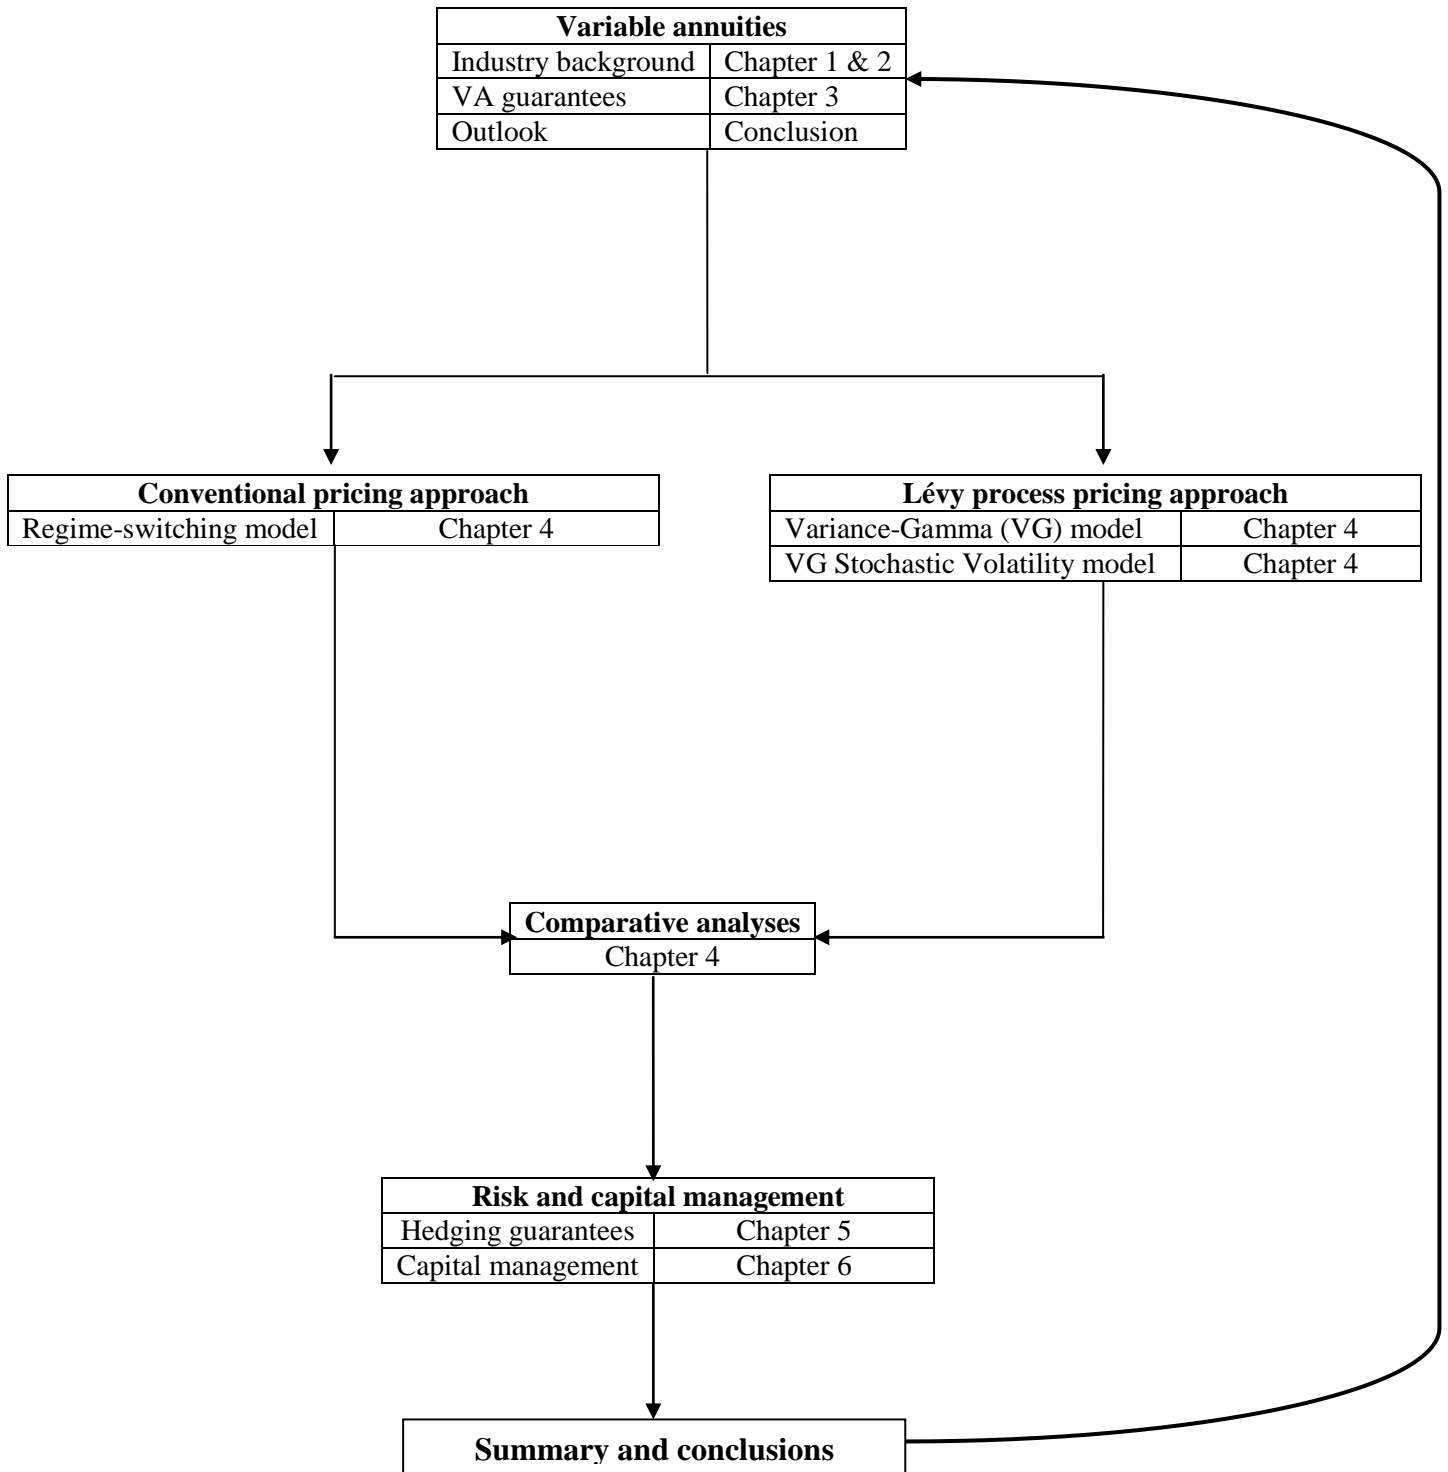 Variable annuities
Industry background Chapter 1 & 2
VA guarantees Chapter 3
Outlook Conclusion
Conventional pricing approach
Regime-switching model Chapter 4
Lévy process pricing approach
Variance-Gamma (VG) model Chapter 4
VG Stochastic Volatility model Chapter 4
Comparative analyses
Chapter 4
Risk and capital management
Hedging guarantees Chapter 5
Capital management Chapter 6
Summary and conclusions